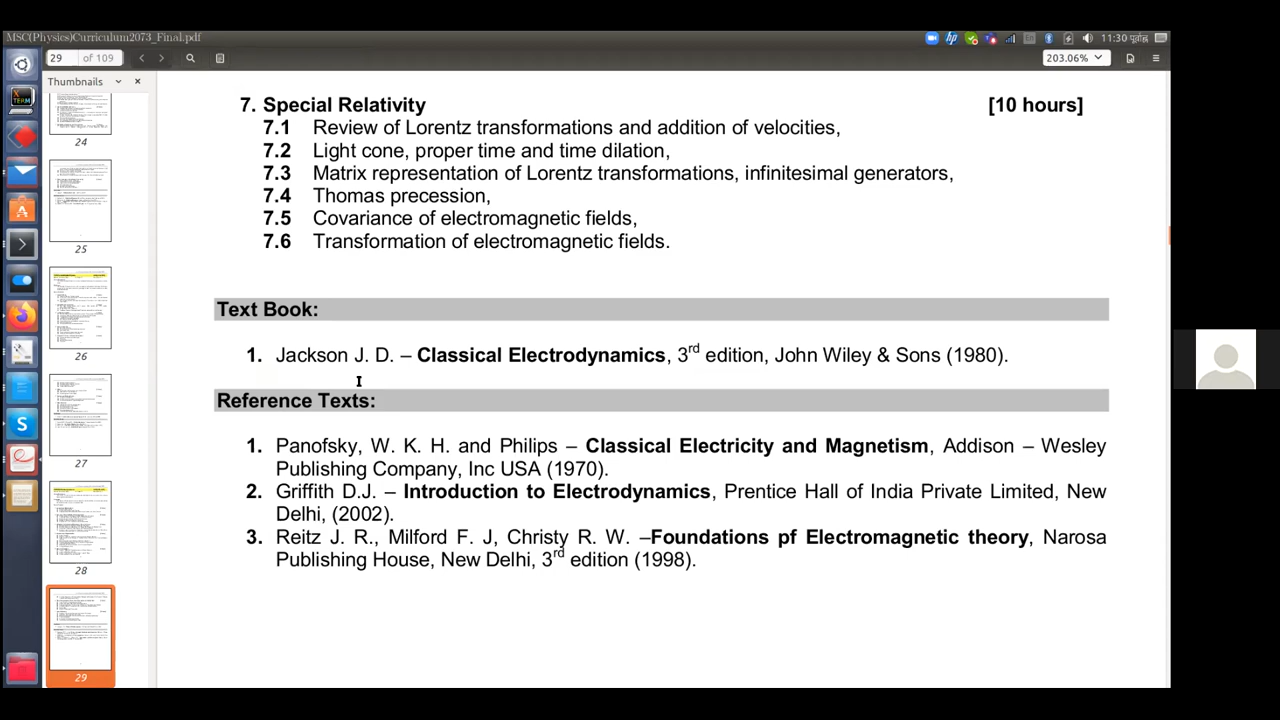 MSC(Physics)Curriculum2073_Final.pdf
En
11:30 पूर्वाह्न
29 of 109
203.06%
Thumbnails
24
25
26
27
28
29
7. Special Relativity [10 hours]
7.1 Review of Lorentz transformations and addition of velocities,
7.2 Light cone, proper time and time dilation,
7.3 Matrix representation of Lorentz transformations, infinitesimal generators,
7.4 Thomas precession,
7.5 Covariance of electromagnetic fields,
7.6 Transformation of electromagnetic fields.
Text Book:
1. Jackson J. D. – Classical Electrodynamics, 3rd edition, John Wiley & Sons (1980).
Reference Texts:
1. Panofsky, W. K. H. and Philips – Classical Electricity and Magnetism, Addison – Wesley
Publishing Company, Inc USA (1970).
2. Griffith D. J. – Introduction to Electrodynamics, Prentice Hall of India Private Limited, New
Delhi (2002).
3. Reitz J. R., Milford F. J., Christy R. W. –Foundations of Electromagnetic theory, Narosa
Publishing House, New Delhi, 3rd edition (1998).